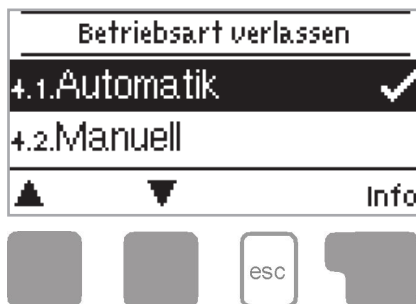 Betriebsart verlassen
4.1.Automatik
4.2.Manuell
Info
esc